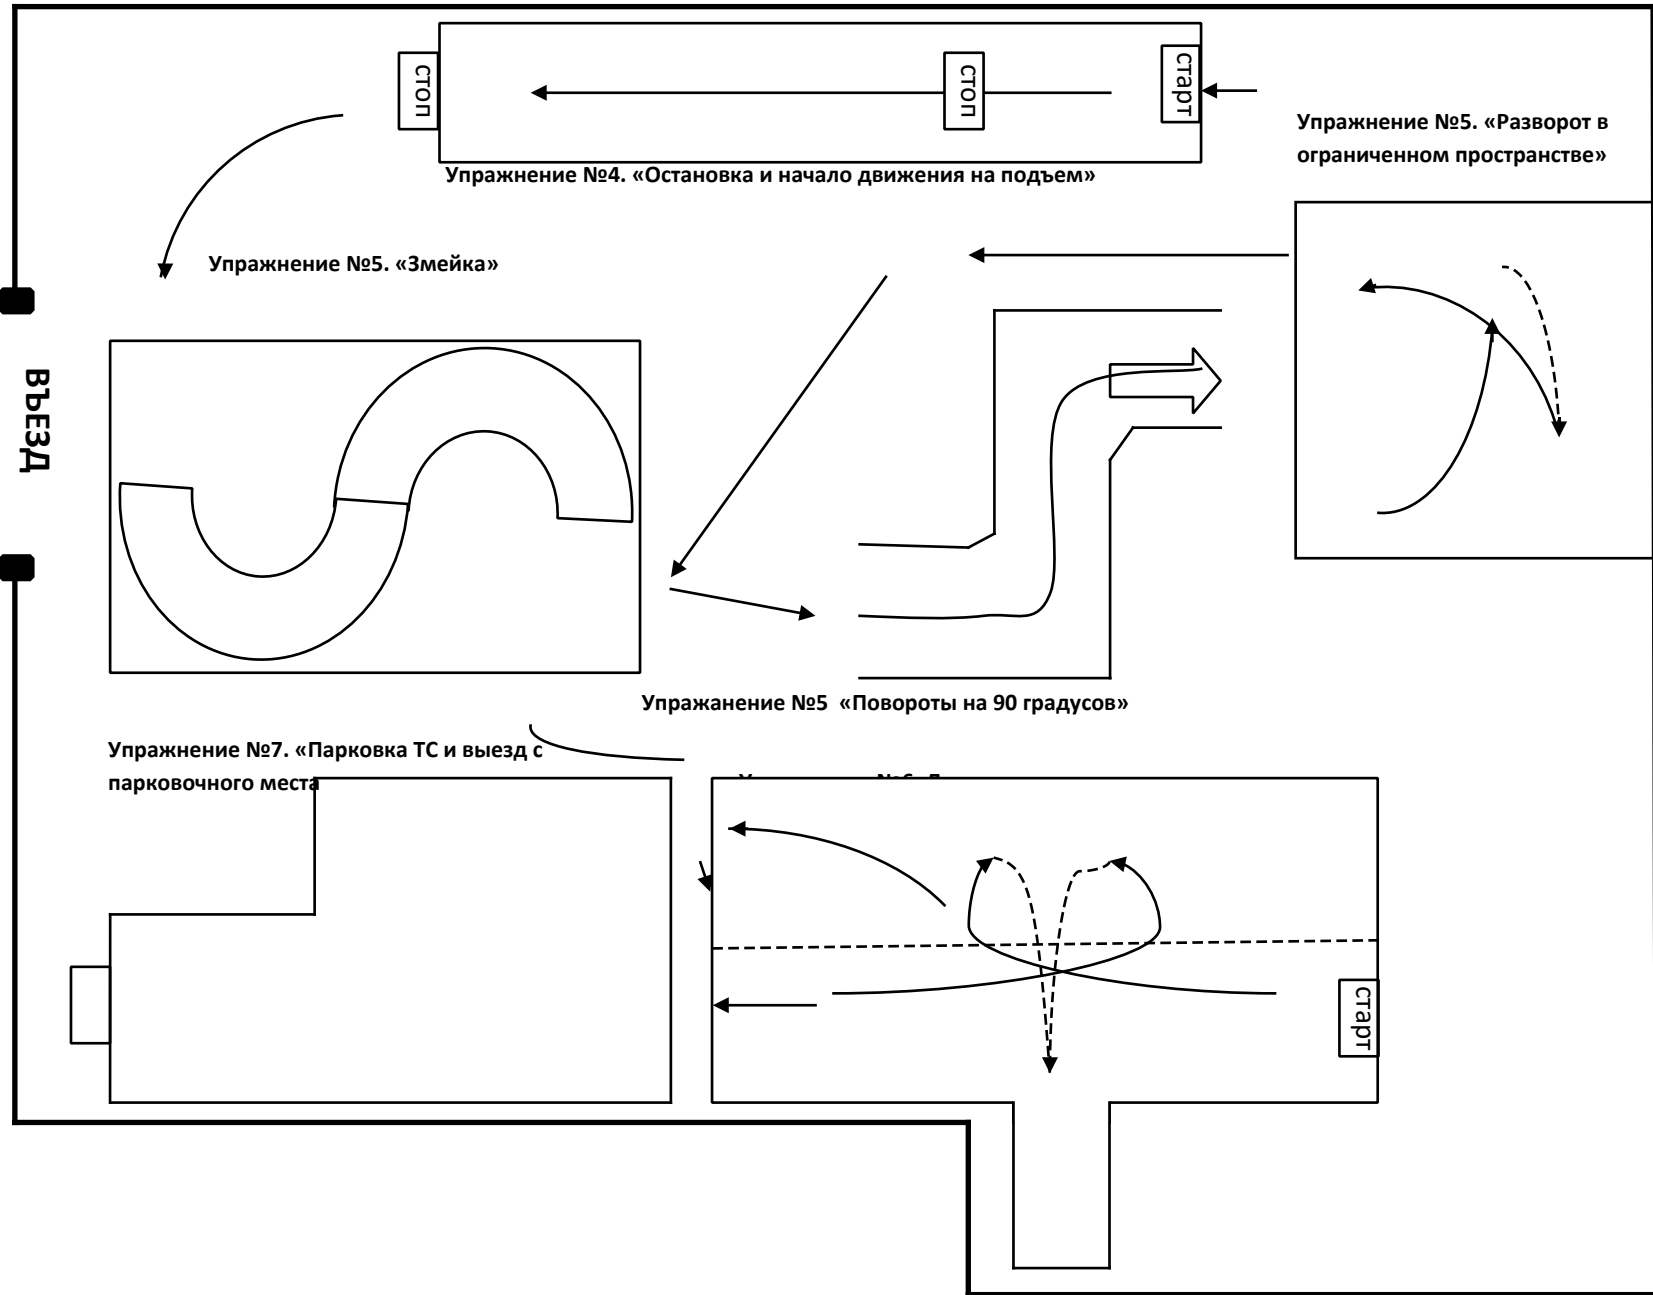 стоп
стоп
старт
Упражнение №5. «Разворот в
ограниченном пространстве»
Упражнение №4. «Остановка и начало движения на подъем»
Упражнение №5. «Змейка»
ВЪЕЗД
Упражанение №5 «Повороты на 90 градусов»
Упражнение №7. «Парковка ТС и выезд с
парковочного места
старт